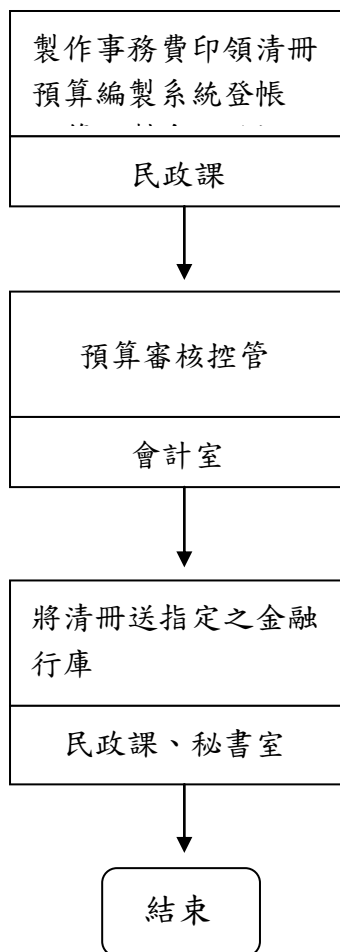 製作事務費印領清冊
預算編製系統登帳
民政課
預算審核控管
會計室
將清冊送指定之金融
行庫
民政課、秘書室
結束